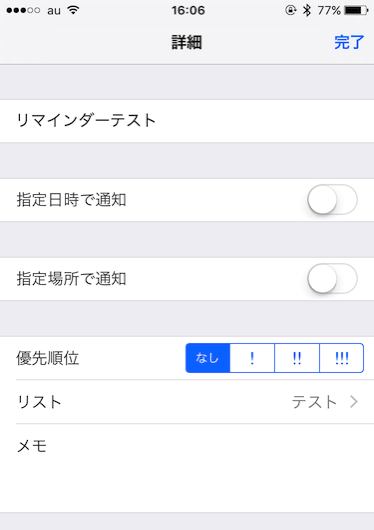 au 16:06 77%
詳細 完了
リマインダーテスト
指定日時で通知
指定場所で通知
優先順位 なし ! !! !!!
リスト テスト
メモ